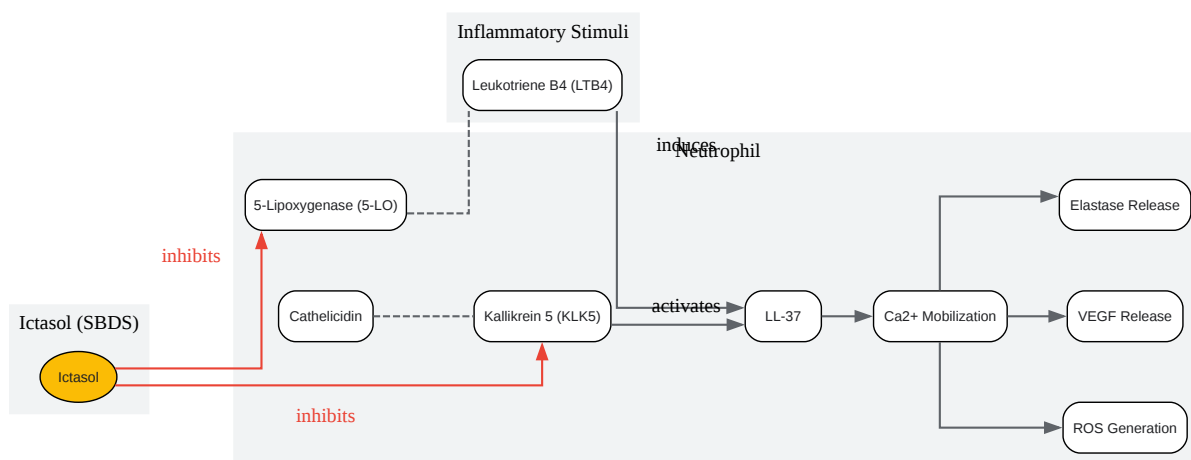 Inflammatory Stimuli
Leukotriene B4 (LTB4)
induces
Neutrophil
5-Lipoxygenase (5-LO)
Elastase Release
inhibits
Ictasol (SBDS)
Cathelicidin
Kallikrein 5 (KLK5)
activates
LL-37
Ca2+ Mobilization
VEGF Release
Ictasol
inhibits
ROS Generation